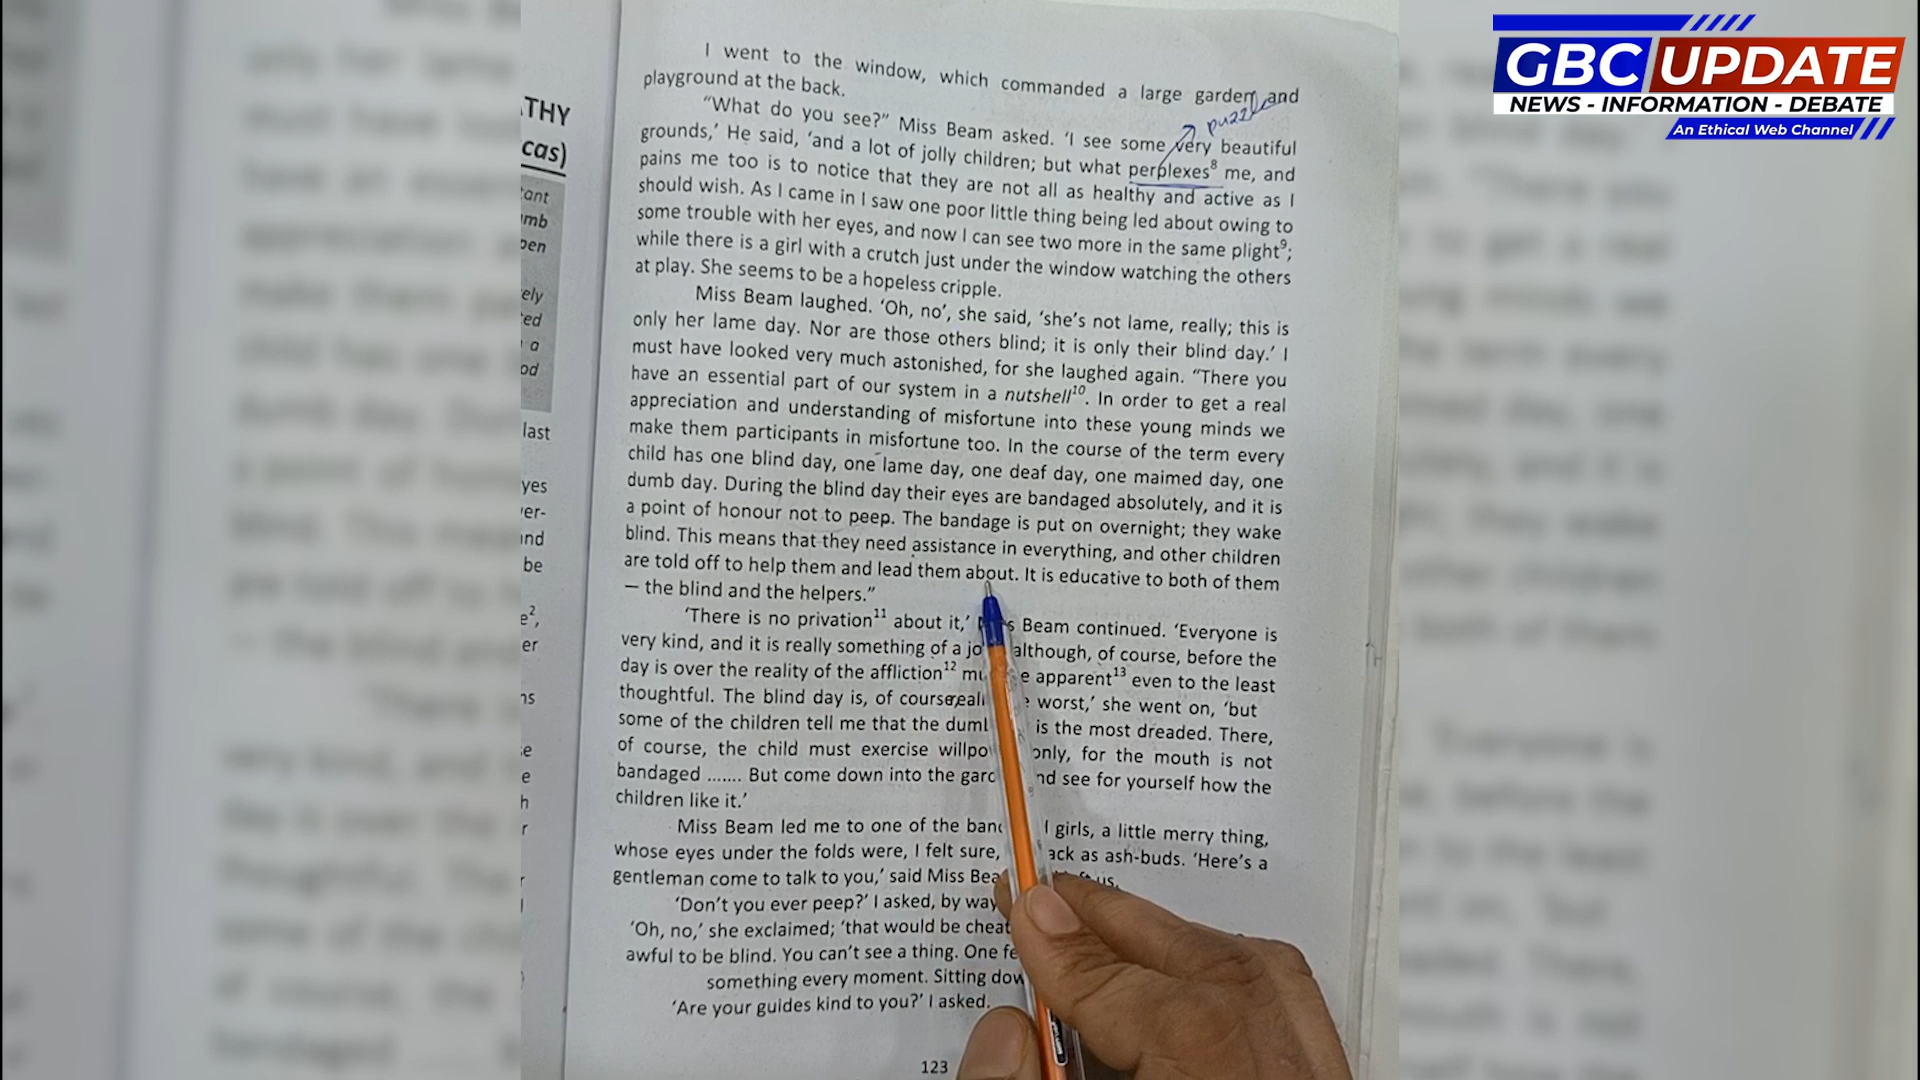 GBC UPDATE
NEWS - INFORMATION - DEBATE
An Ethical Web Channel
THY
cas)
tant
umb
pen
ely
ted
a
od
last
yes
ver-
and
be
e²,
er
ns
se
e
h
r
I went to the window, which commanded a large garden and
playground at the back.
puzzle
“What do you see?” Miss Beam asked. ‘I see some very beautiful
grounds,’ He said, ‘and a lot of jolly children; but what perplexes⁸ me, and
pains me too is to notice that they are not all as healthy and active as I
should wish. As I came in I saw one poor little thing being led about owing to
some trouble with her eyes, and now I can see two more in the same plight⁹;
while there is a girl with a crutch just under the window watching the others
at play. She seems to be a hopeless cripple.
Miss Beam laughed. ‘Oh, no’, she said, ‘she’s not lame, really; this is
only her lame day. Nor are those others blind; it is only their blind day.’ I
must have looked very much astonished, for she laughed again. “There you
have an essential part of our system in a nutshell¹⁰. In order to get a real
appreciation and understanding of misfortune into these young minds we
make them participants in misfortune too. In the course of the term every
child has one blind day, one lame day, one deaf day, one maimed day, one
dumb day. During the blind day their eyes are bandaged absolutely, and it is
a point of honour not to peep. The bandage is put on overnight; they wake
blind. This means that they need assistance in everything, and other children
are told off to help them and lead them about. It is educative to both of them
— the blind and the helpers.”
‘There is no privation¹¹ about it,’ Beam continued. ‘Everyone is
very kind, and it is really something of a although, of course, before the
day is over the reality of the affliction¹² apparent¹³ even to the least
thoughtful. The blind day is, of course, worst,’ she went on, ‘but
some of the children tell me that the is the most dreaded. There,
of course, the child must exercise only, for the mouth is not
bandaged ....... But come down into the and see for yourself how the
children like it.’
Miss Beam led me to one of the girls, a little merry thing,
whose eyes under the folds were, I felt sure, as ash-buds. ‘Here’s a
gentleman come to talk to you,’ said Miss us.
‘Don’t you ever peep?’ I asked, by way
‘Oh, no,’ she exclaimed; ‘that would be
awful to be blind. You can’t see a thing. One
something every moment. Sitting
‘Are your guides kind to you?’ I asked.
123